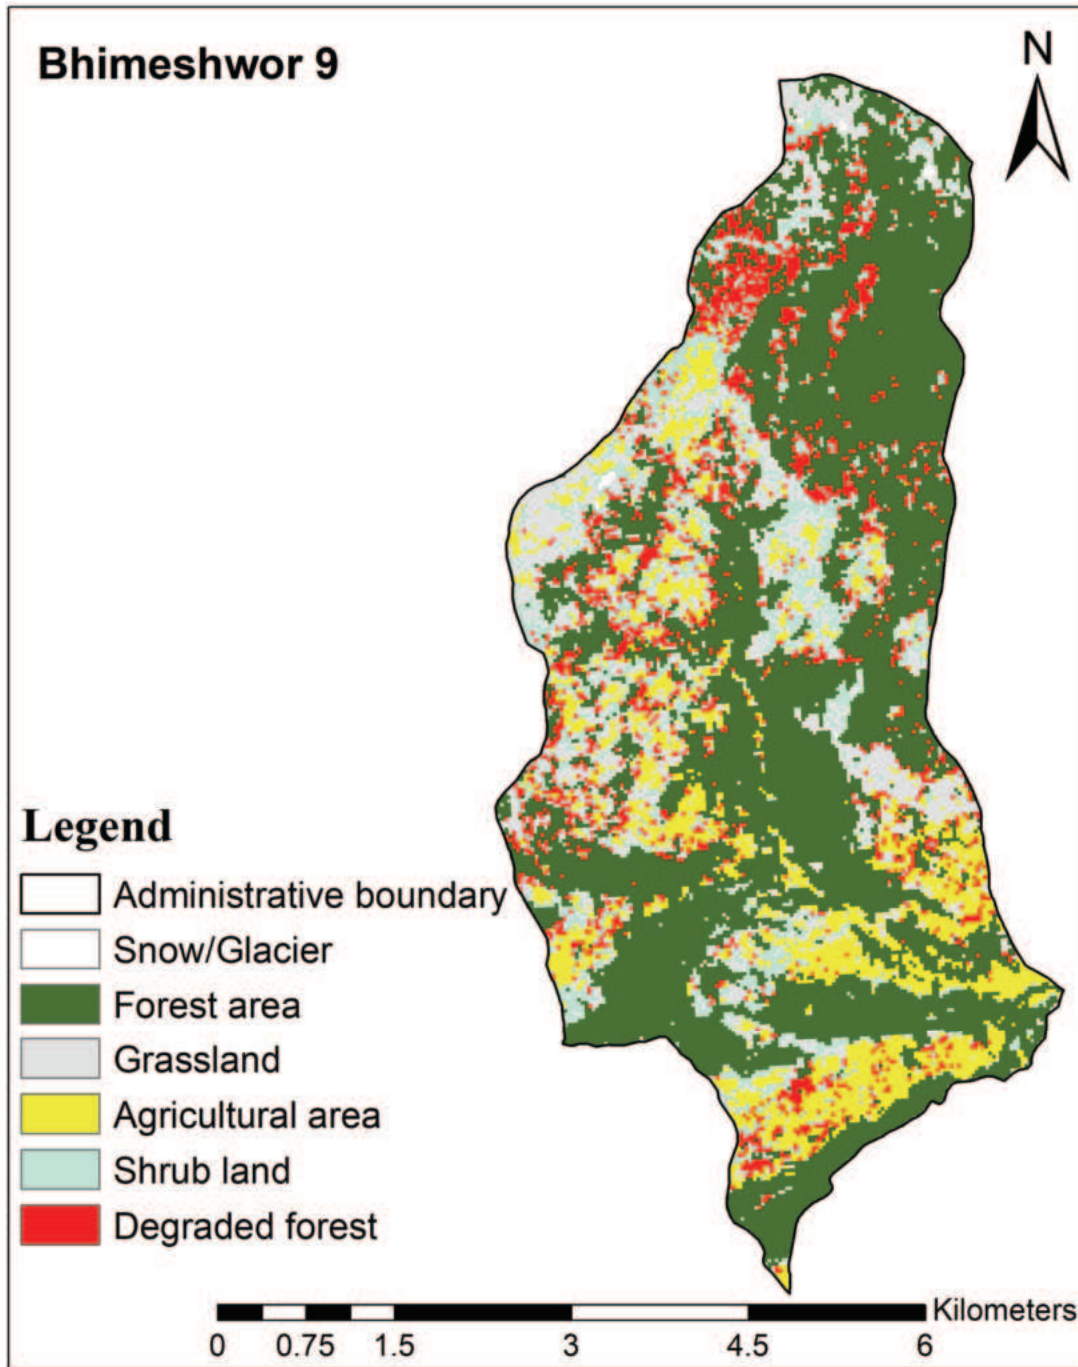 Bhimeshwor 9
N
Legend
Administrative boundary
Snow/Glacier
Forest area
Grassland
Agricultural area
Shrub land
Degraded forest
Kilometers
0 0.75 1.5 3 4.5 6